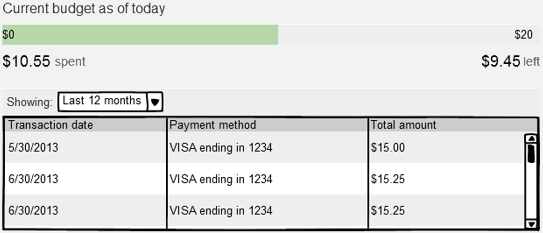 Current budget as of today
$0 $20
$10.55 spent $9.45 left
Showing: Last 12 months
Transaction date Payment method Total amount
5/30/2013 VISA ending in 1234 $15.00
6/30/2013 VISA ending in 1234 $15.25
6/30/2013 VISA ending in 1234 $15.25